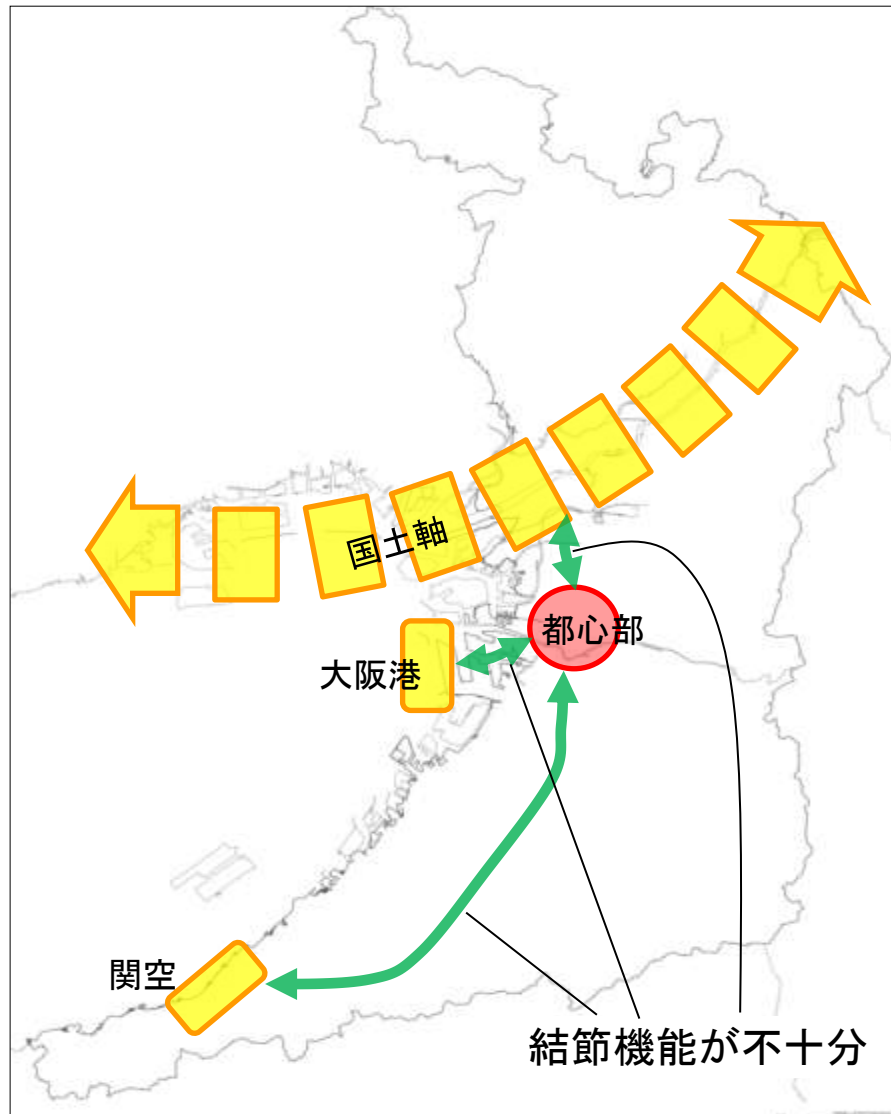 国土軸
都心部
大阪港
関空
結節機能が不十分